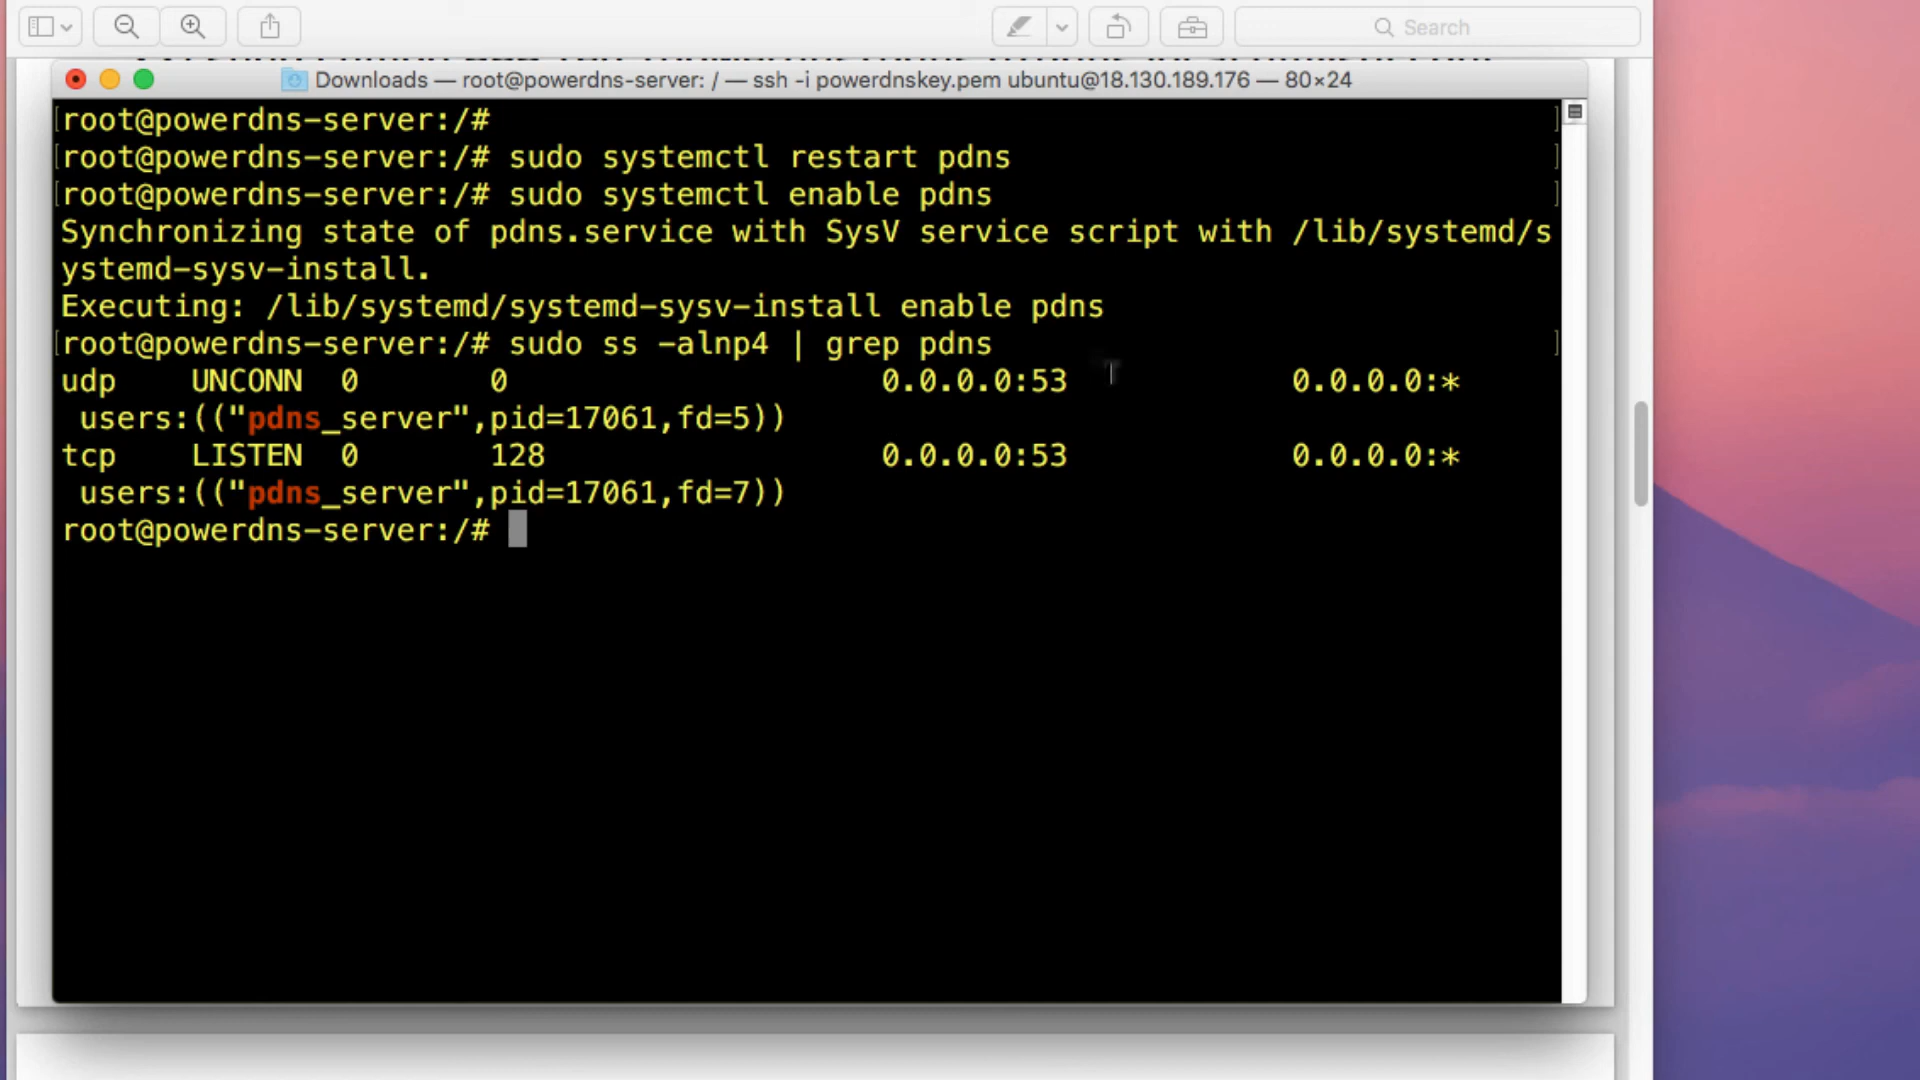 Search
Downloads — root@powerdns-server: / — ssh -i powerdnskey.pem ubuntu@18.130.189.176 — 80×24
[root@powerdns-server:/# ]
[root@powerdns-server:/# sudo systemctl restart pdns ]
[root@powerdns-server:/# sudo systemctl enable pdns ]
Synchronizing state of pdns.service with SysV service script with /lib/systemd/s
ystemd-sysv-install.
Executing: /lib/systemd/systemd-sysv-install enable pdns
[root@powerdns-server:/# sudo ss -alnp4 | grep pdns ]
udp    UNCONN  0       0                    0.0.0.0:53            0.0.0.0:*
 users:(("pdns_server",pid=17061,fd=5))
tcp    LISTEN  0       128                  0.0.0.0:53            0.0.0.0:*
 users:(("pdns_server",pid=17061,fd=7))
root@powerdns-server:/#